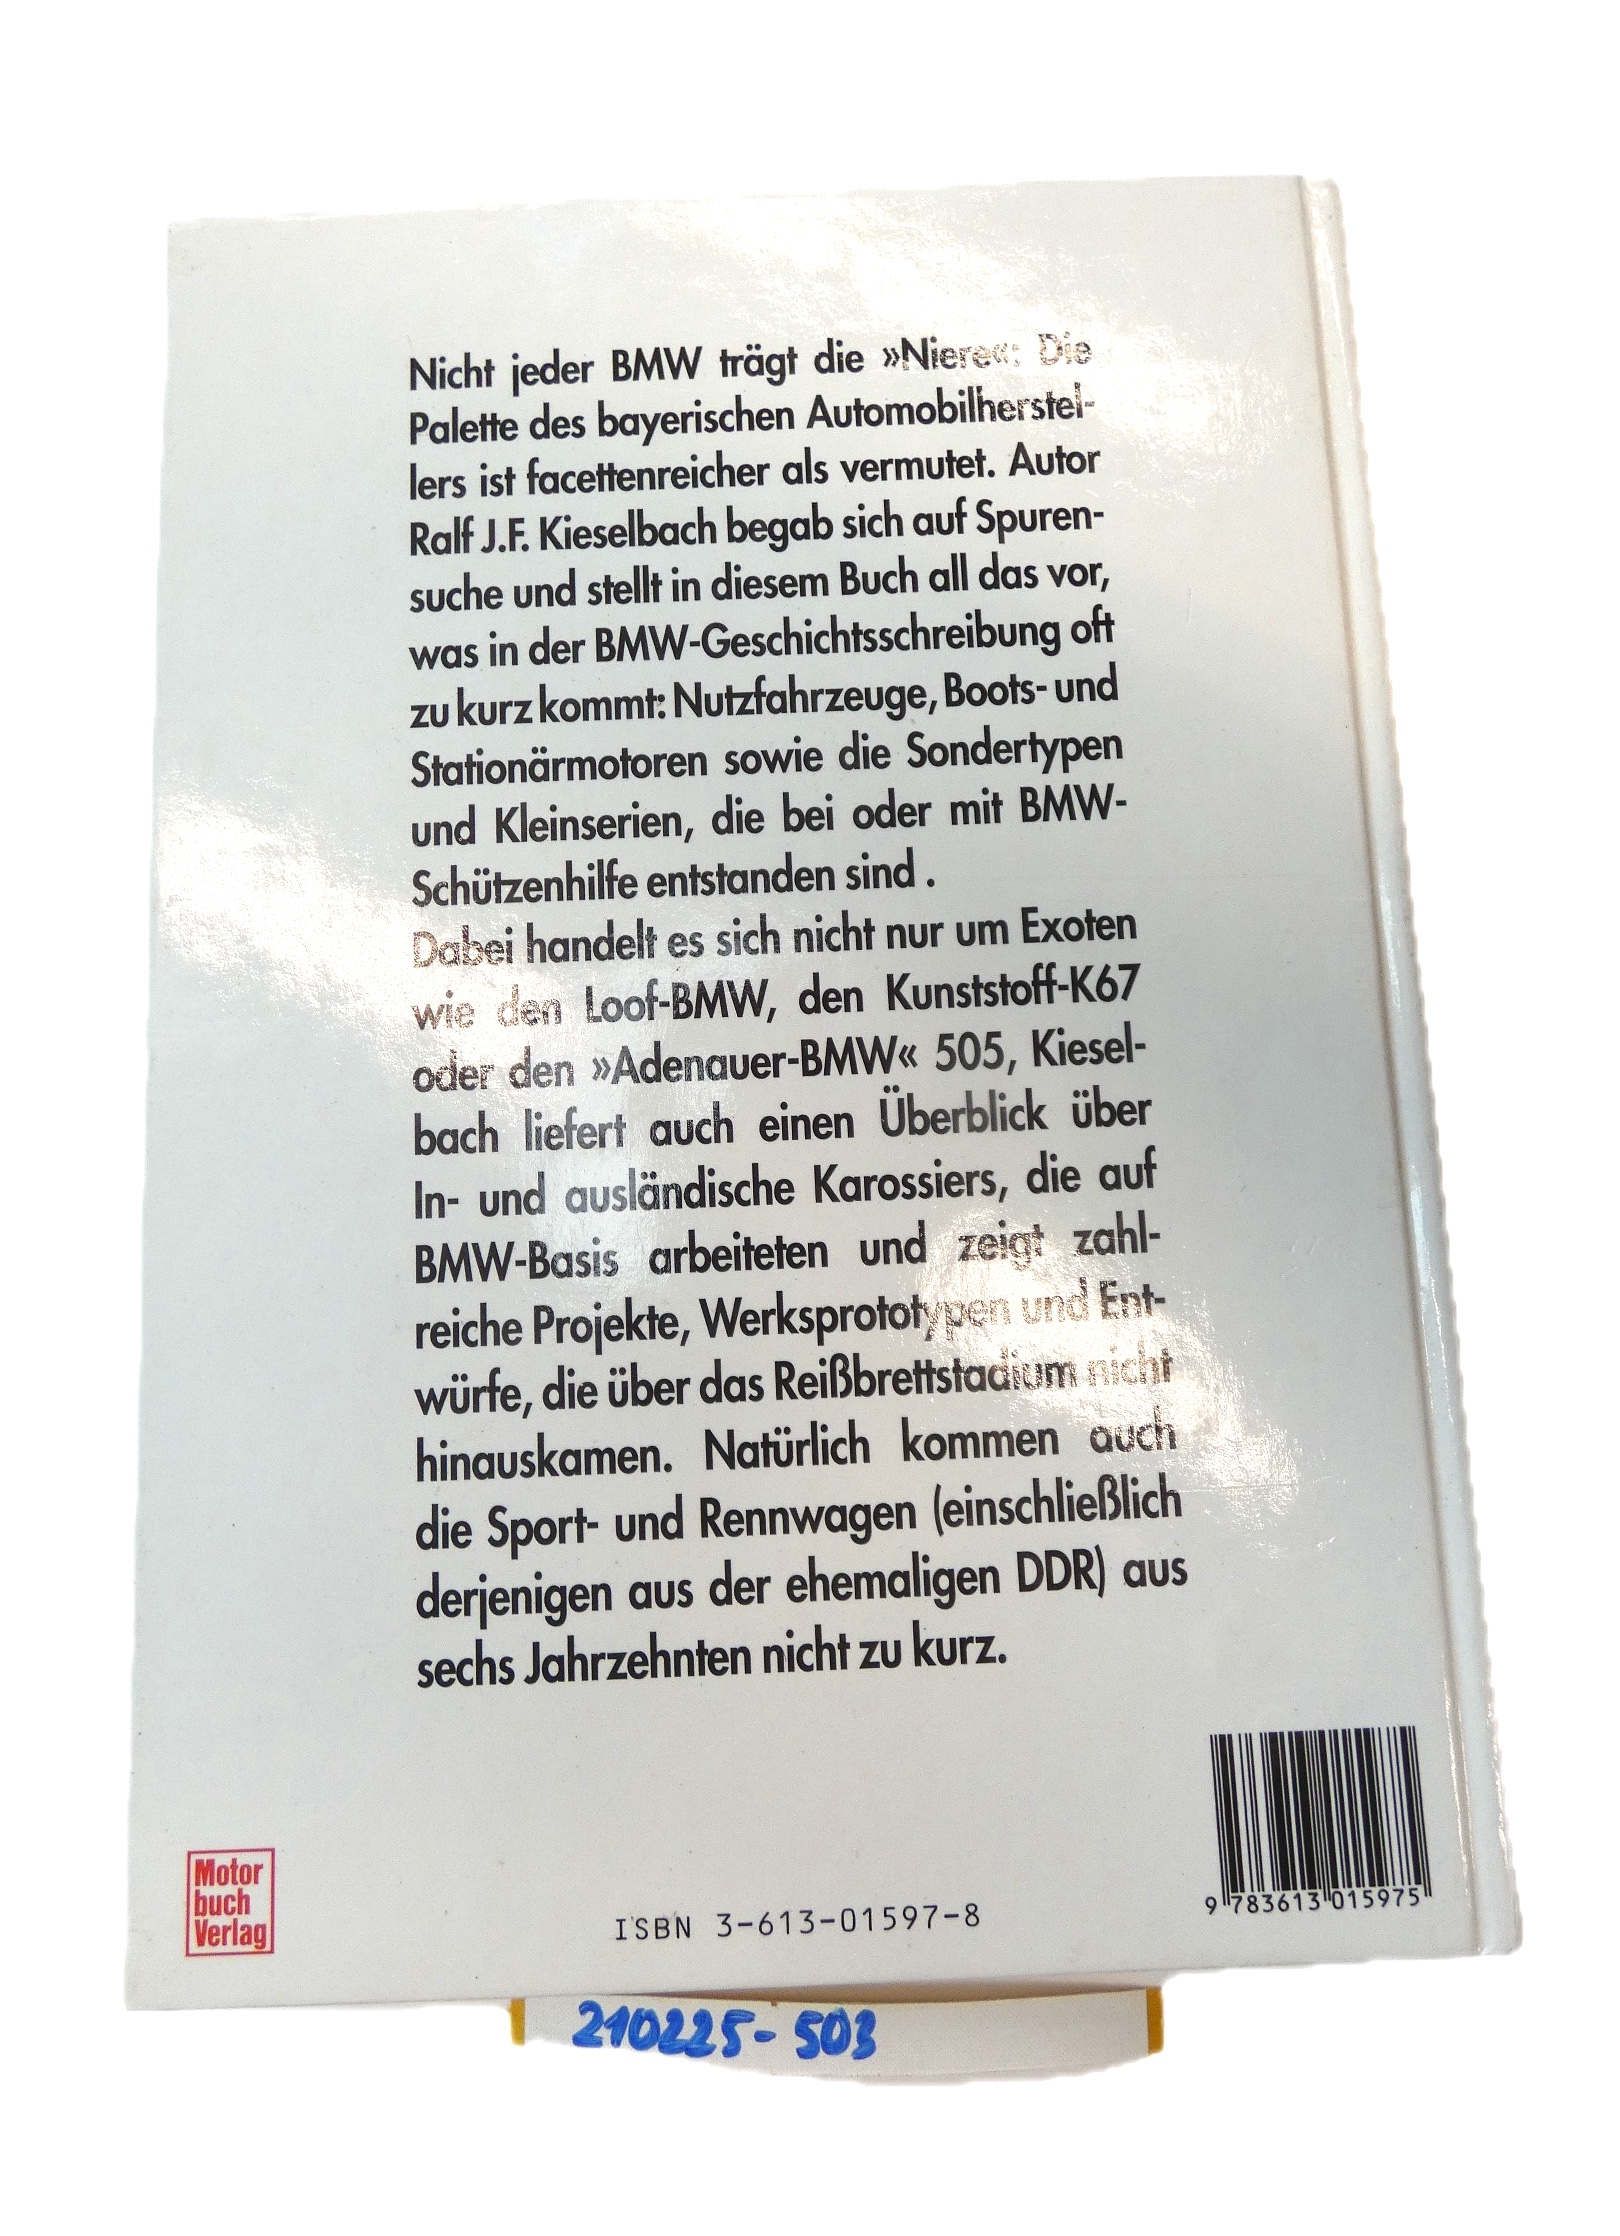 Nicht jeder BMW trägt die »Niere«: Die
Palette des bayerischen Automobilherstel-
lers ist facettenreicher als vermutet. Autor
Ralf J.F. Kieselbach begab sich auf Spuren-
suche und stellt in diesem Buch all das vor,
was in der BMW-Geschichtsschreibung oft
zu kurz kommt: Nutzfahrzeuge, Boots- und
Stationärmotoren sowie die Sondertypen
und Kleinserien, die bei oder mit BMW-
Schützenhilfe entstanden sind .
Dabei handelt es sich nicht nur um Exoten
wie den Loof-BMW, den Kunststoff-K67
oder den »Adenauer-BMW« 505, Kiesel-
bach liefert auch einen Überblick über
In- und ausländische Karossiers, die auf
BMW-Basis arbeiteten und zeigt zahl-
reiche Projekte, Werksprototypen und Ent-
würfe, die über das Reißbrettstadium nicht
hinauskamen. Natürlich kommen auch
die Sport- und Rennwagen (einschließlich
derjenigen aus der ehemaligen DDR) aus
sechs Jahrzehnten nicht zu kurz.
Motor
buch
Verlag
ISBN 3-613-01597-8
9 783613 015975
210225-503